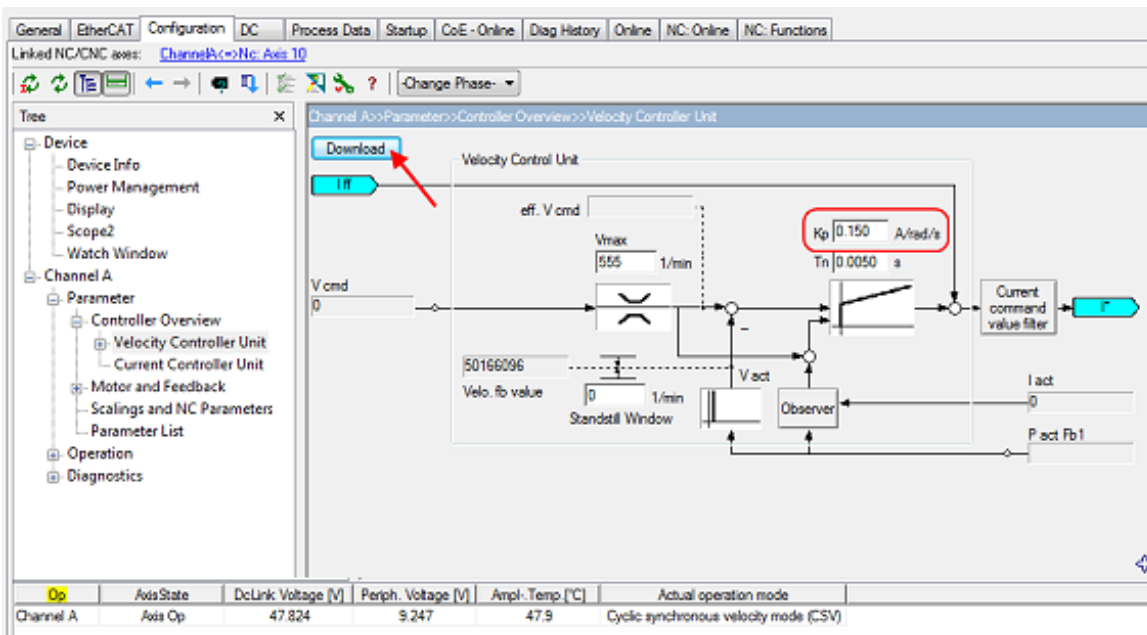 General EtherCAT Configuration DC Process Data Startup CoE - Online Diag History Online NC: Online NC: Functions
Linked NC/CNC axes: ChannelA<=>Nc: Axis 10
? -Change Phase-
Tree
Channel A>>Parameter>>Controller Overview>>Velocity Controller Unit
Device
Device Info
Power Management
Display
Scope2
Watch Window
Channel A
Parameter
Controller Overview
Velocity Controller Unit
Current Controller Unit
Motor and Feedback
Scalings and NC Parameters
Parameter List
Operation
Diagnostics
Download
Velocity Control Unit
I ff
eff. V cmd
Kp 0.150 A/rad/s
Vmax
555 1/min
Tn 0.0050 s
V cmd
0
Current
command
value filter
50166096
Velo. fb value
0 1/min
Standstill Window
V act
Observer
I act
0
P act Fb1
Op AxisState DcLink Voltage [V] Periph. Voltage [V] Ampl-.Temp.[°C] Actual operation mode
Channel A Axis Op 47.824 9.247 47.9 Cyclic synchronous velocity mode (CSV)